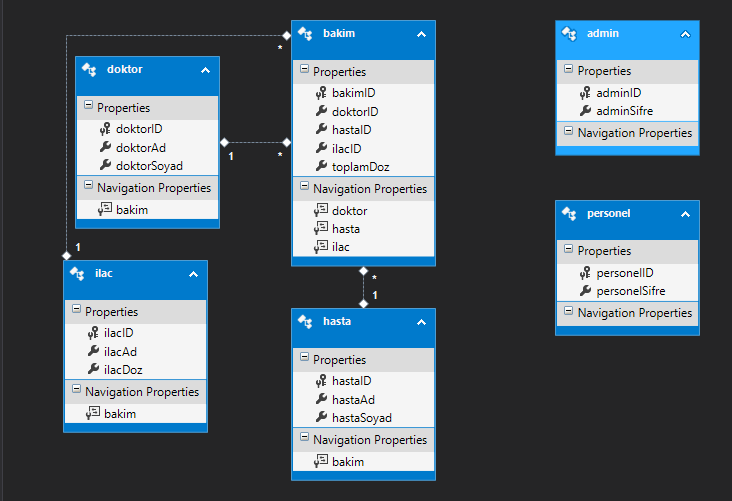 doktor
Properties
doktorID
doktorAd
doktorSoyad
Navigation Properties
bakim
1
*
*
bakim
Properties
bakimID
doktorID
hastaID
ilacID
toplamDoz
Navigation Properties
doktor
hasta
ilac
admin
Properties
adminID
adminSifre
Navigation Properties
personel
Properties
personelID
personelSifre
Navigation Properties
1
ilac
Properties
ilacID
ilacAd
ilacDoz
Navigation Properties
bakim
*
1
hasta
Properties
hastaID
hastaAd
hastaSoyad
Navigation Properties
bakim